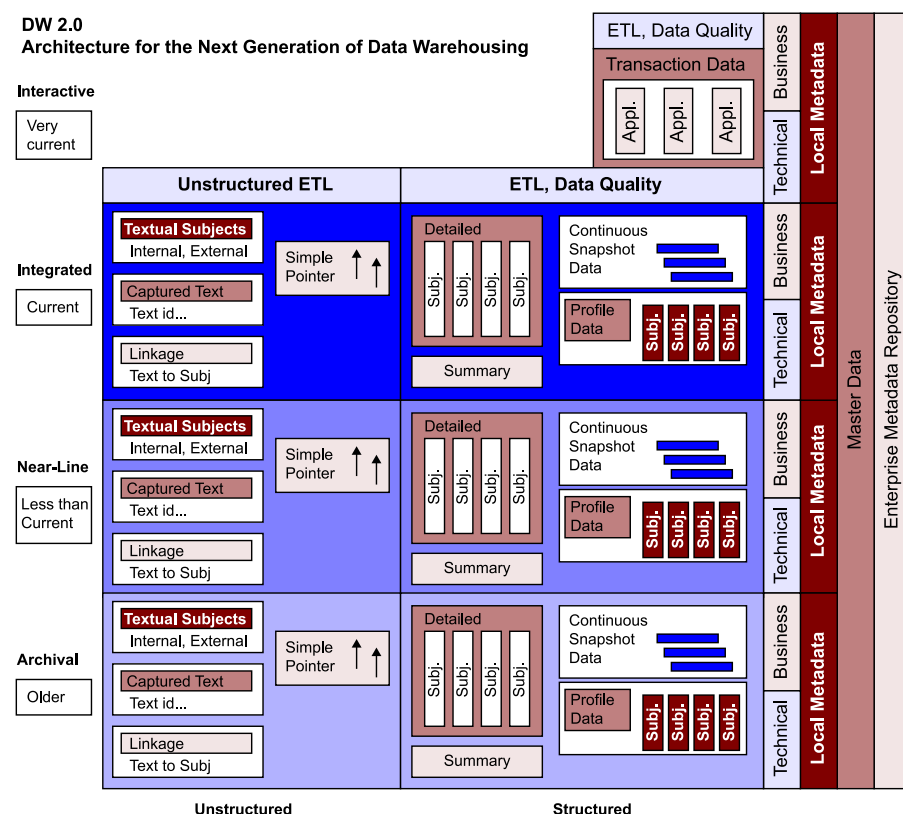 DW 2.0
Architecture for the Next Generation of Data Warehousing
ETL, Data Quality
Transaction Data
Appl.
Appl.
Appl.
Business
Technical
Local Metadata
Master Data
Enterprise Metadata Repository
Interactive
Very
current
Unstructured ETL
ETL, Data Quality
Integrated
Current
Textual Subjects
Internal, External
Captured Text
Text id...
Linkage
Text to Subj
Simple
Pointer
Detailed
Subj.
Subj.
Subj.
Subj.
Summary
Continuous
Snapshot
Data
Profile
Data
Subj.
Subj.
Subj.
Subj.
Business
Technical
Local Metadata
Near-Line
Less than
Current
Textual Subjects
Internal, External
Captured Text
Text id...
Linkage
Text to Subj
Simple
Pointer
Detailed
Subj.
Subj.
Subj.
Subj.
Summary
Continuous
Snapshot
Data
Profile
Data
Subj.
Subj.
Subj.
Subj.
Business
Technical
Local Metadata
Archival
Older
Textual Subjects
Internal, External
Captured Text
Text id...
Linkage
Text to Subj
Simple
Pointer
Detailed
Subj.
Subj.
Subj.
Subj.
Summary
Continuous
Snapshot
Data
Profile
Data
Subj.
Subj.
Subj.
Subj.
Business
Technical
Local Metadata
Unstructured
Structured